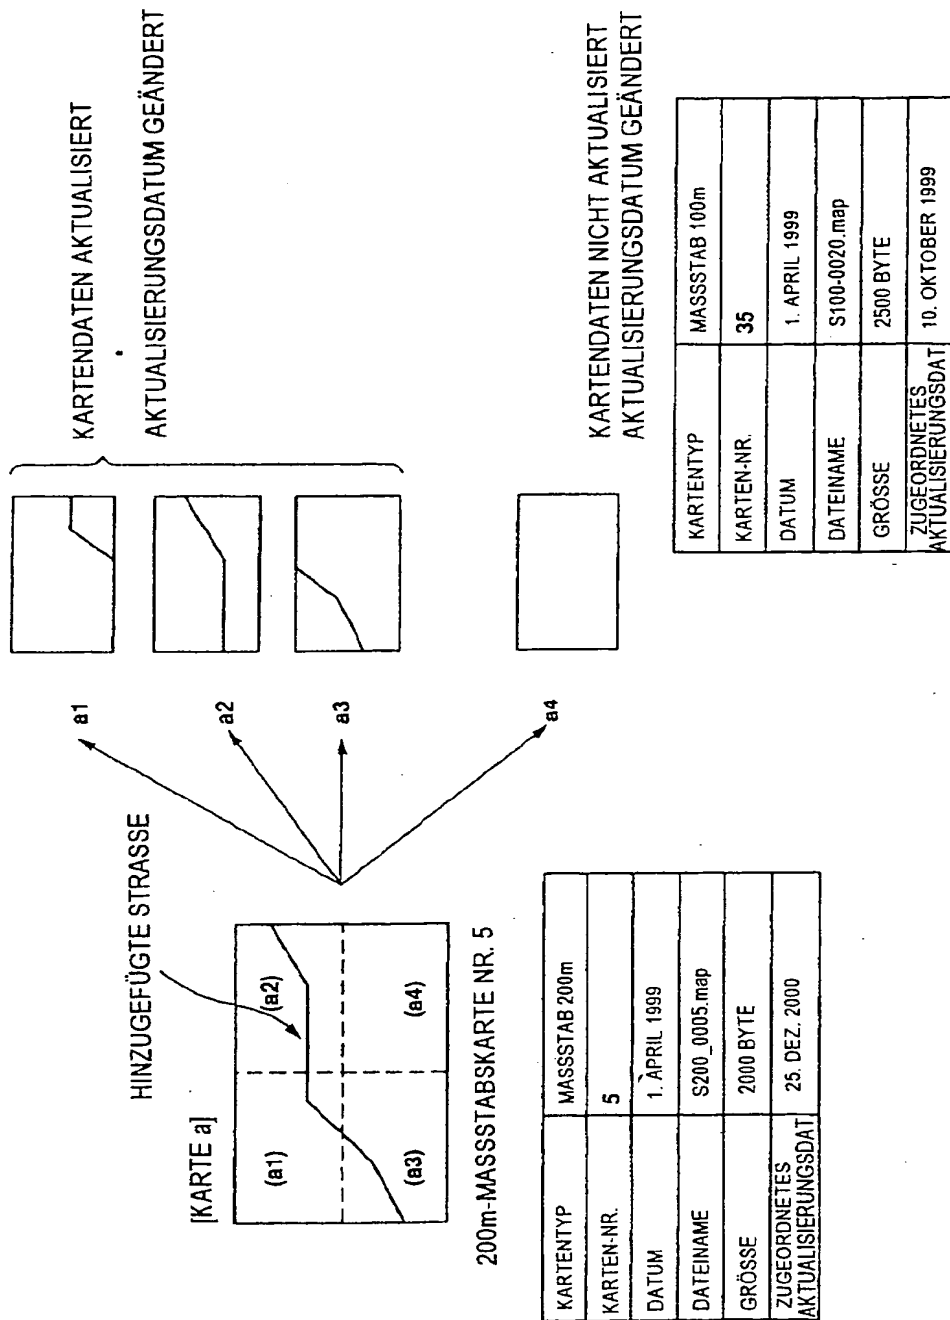 [KARTE a]
HINZUGEFÜGTE STRASSE
(a1)
(a2)
(a3)
(a4)
200m-MASSSTABSKARTE NR. 5
KARTENTYP MASSSTAB 200m
KARTEN-NR. 5
DATUM 1. APRIL 1999
DATEINAME S200_0005.map
GRÖSSE 2000 BYTE
ZUGEORDNETES
AKTUALISIERUNGSDAT 25. DEZ. 2000
a1
a2
a3
a4
KARTENDATEN AKTUALISIERT
AKTUALISIERUNGSDATUM GEÄNDERT
KARTENDATEN NICHT AKTUALISIERT
AKTUALISIERUNGSDATUM GEÄNDERT
KARTENTYP MASSSTAB 100m
KARTEN-NR. 35
DATUM 1. APRIL 1999
DATEINAME S100-0020.map
GRÖSSE 2500 BYTE
ZUGEORDNETES
AKTUALISIERUNGSDAT 10. OKTOBER 1999